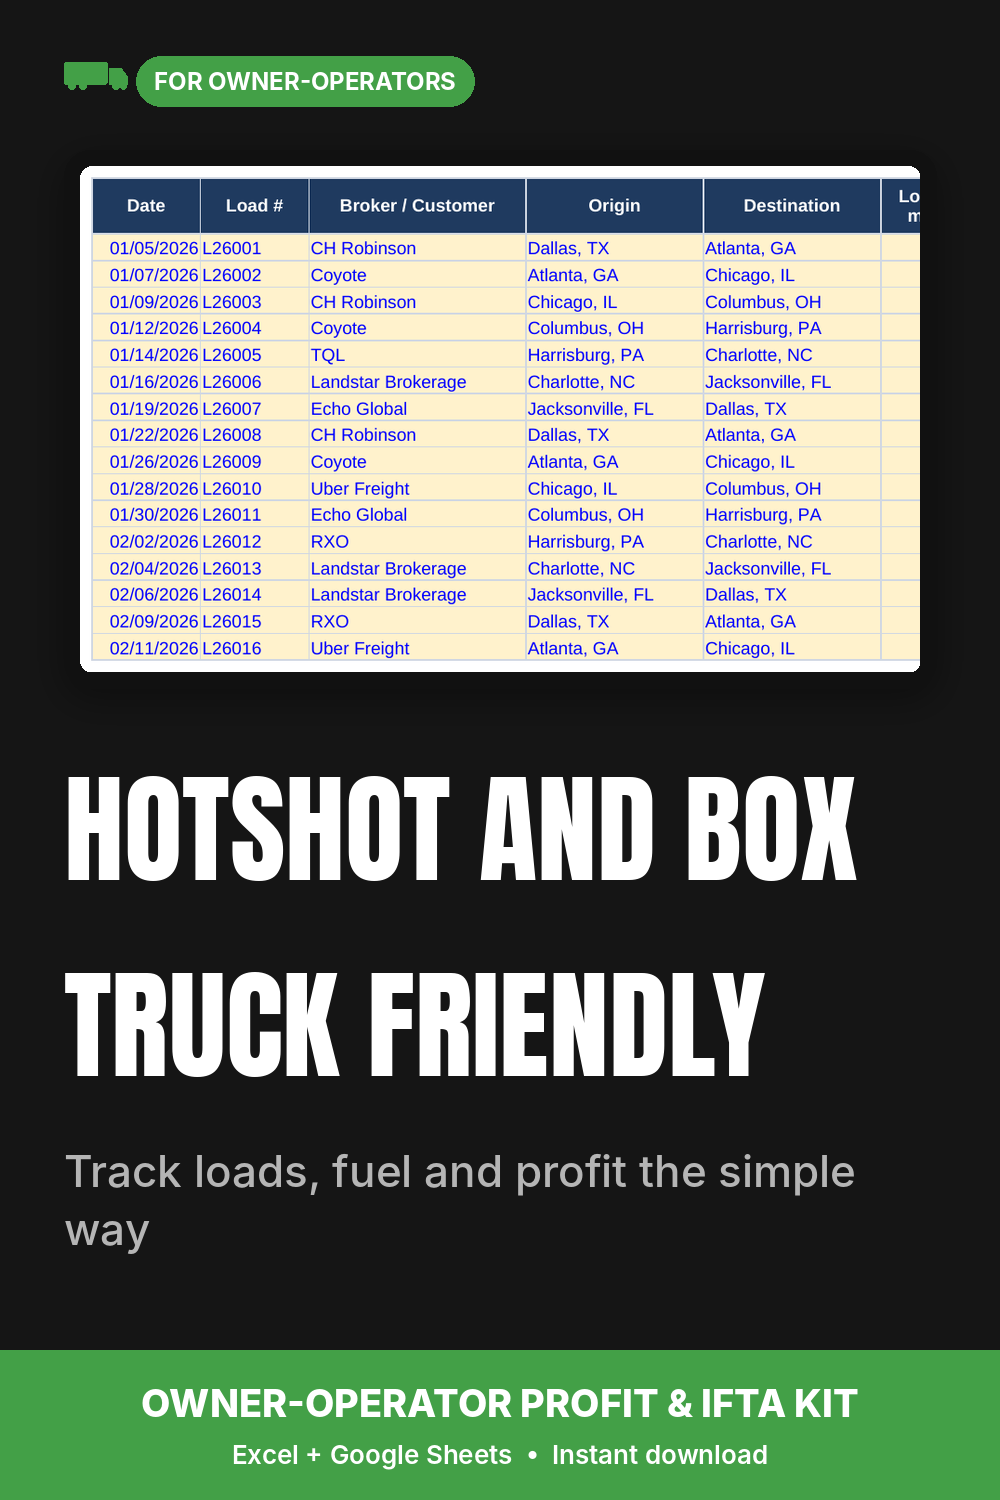 FOR OWNER-OPERATORS
Date Load # Broker / Customer Origin Destination Lo
m
01/05/2026 L26001 CH Robinson Dallas, TX Atlanta, GA
01/07/2026 L26002 Coyote Atlanta, GA Chicago, IL
01/09/2026 L26003 CH Robinson Chicago, IL Columbus, OH
01/12/2026 L26004 Coyote Columbus, OH Harrisburg, PA
01/14/2026 L26005 TQL Harrisburg, PA Charlotte, NC
01/16/2026 L26006 Landstar Brokerage Charlotte, NC Jacksonville, FL
01/19/2026 L26007 Echo Global Jacksonville, FL Dallas, TX
01/22/2026 L26008 CH Robinson Dallas, TX Atlanta, GA
01/26/2026 L26009 Coyote Atlanta, GA Chicago, IL
01/28/2026 L26010 Uber Freight Chicago, IL Columbus, OH
01/30/2026 L26011 Echo Global Columbus, OH Harrisburg, PA
02/02/2026 L26012 RXO Harrisburg, PA Charlotte, NC
02/04/2026 L26013 Landstar Brokerage Charlotte, NC Jacksonville, FL
02/06/2026 L26014 Landstar Brokerage Jacksonville, FL Dallas, TX
02/09/2026 L26015 RXO Dallas, TX Atlanta, GA
02/11/2026 L26016 Uber Freight Atlanta, GA Chicago, IL
HOTSHOT AND BOX
TRUCK FRIENDLY
Track loads, fuel and profit the simple
way
OWNER-OPERATOR PROFIT & IFTA KIT
Excel + Google Sheets • Instant download